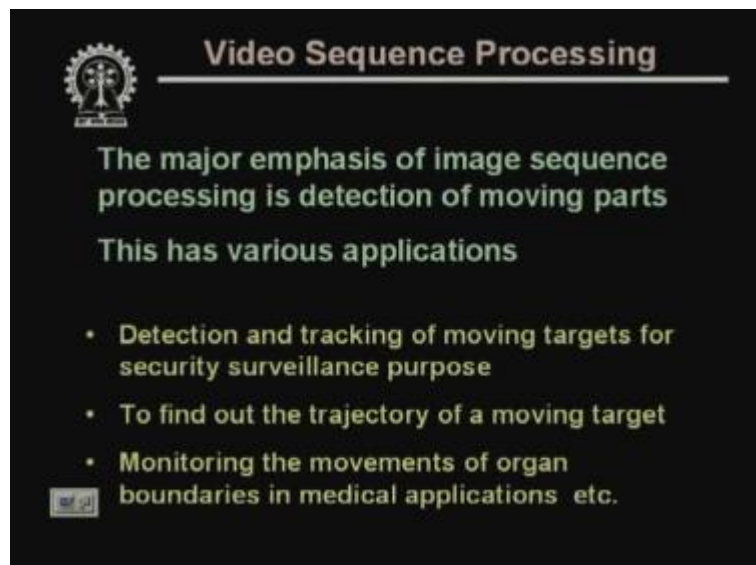 Video Sequence Processing
The major emphasis of image sequence
processing is detection of moving parts
This has various applications
• Detection and tracking of moving targets for
security surveillance purpose
• To find out the trajectory of a moving target
• Monitoring the movements of organ
boundaries in medical applications etc.